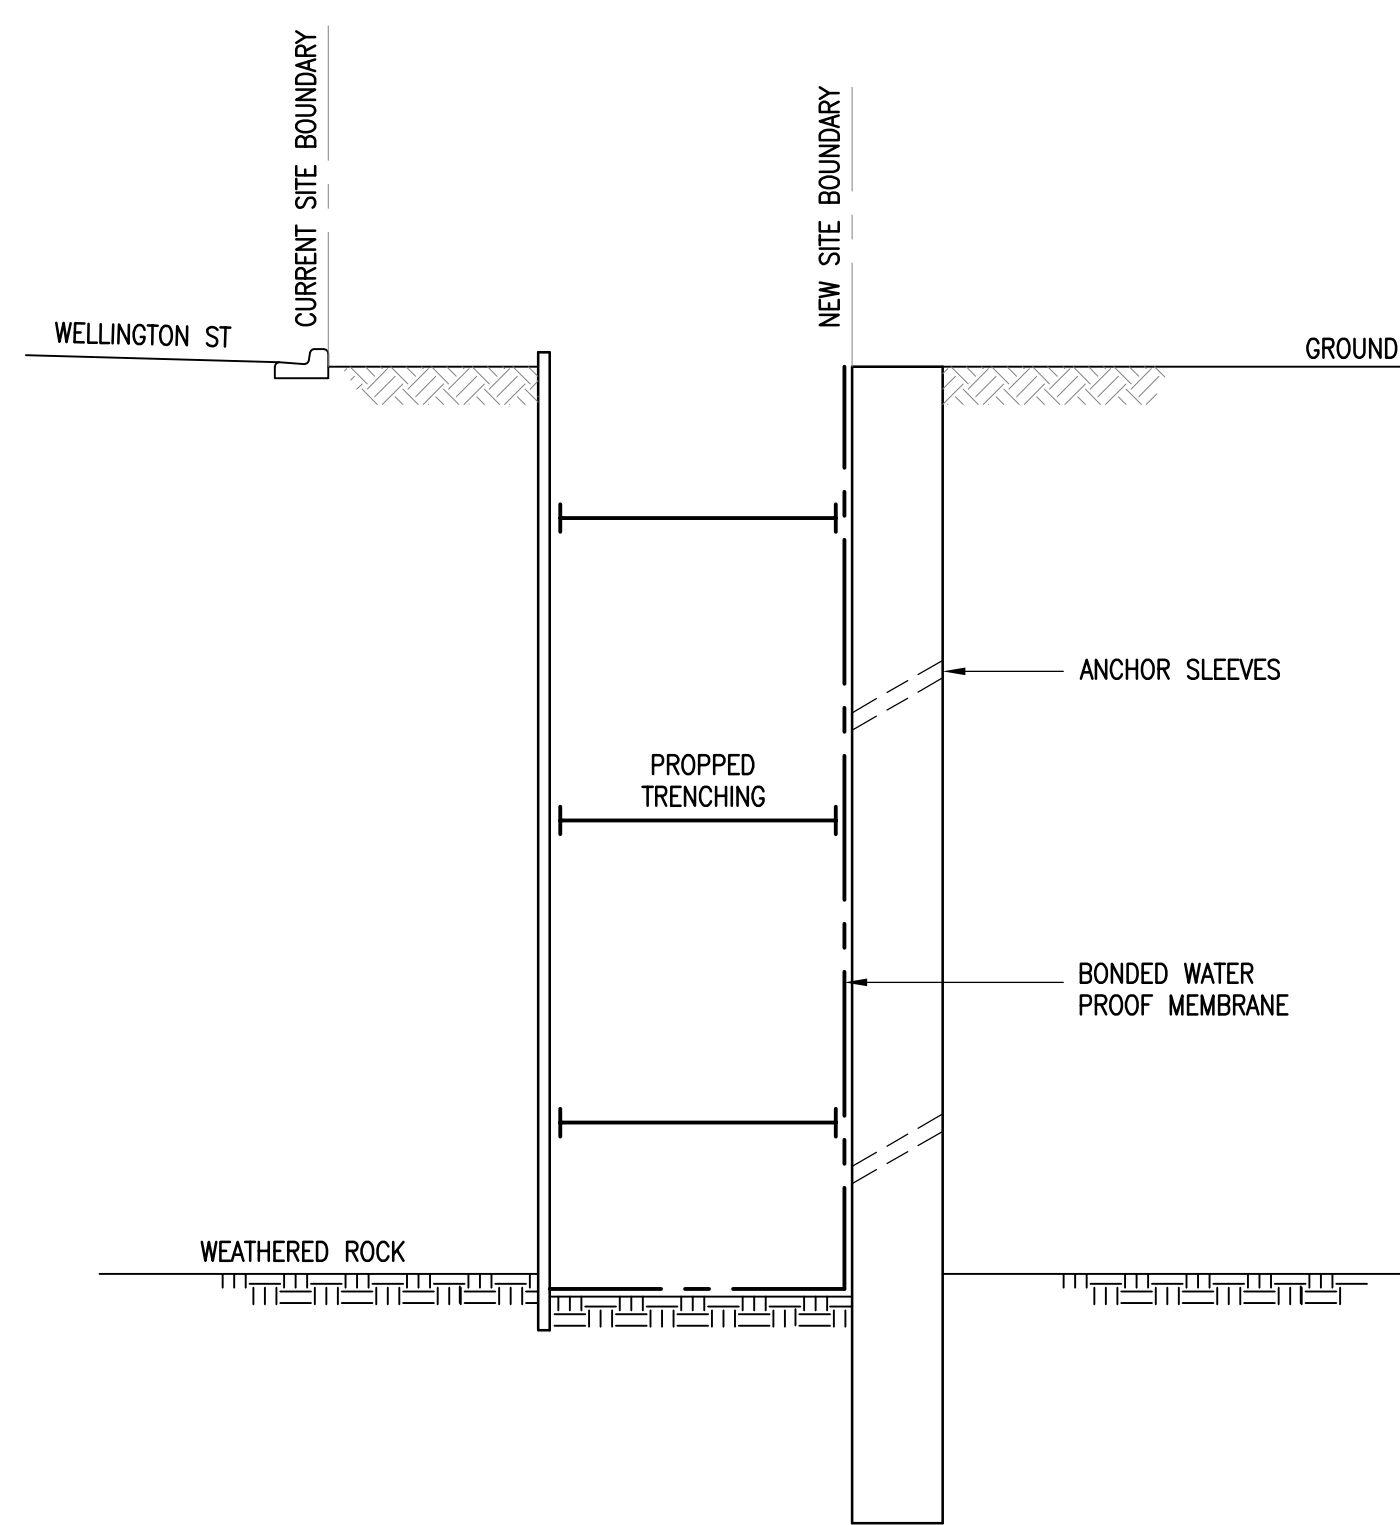 CURRENT SITE BOUNDARY
NEW SITE BOUNDARY
WELLINGTON ST
GROUND
ANCHOR SLEEVES
PROPPED
TRENCHING
BONDED WATER
PROOF MEMBRANE
WEATHERED ROCK